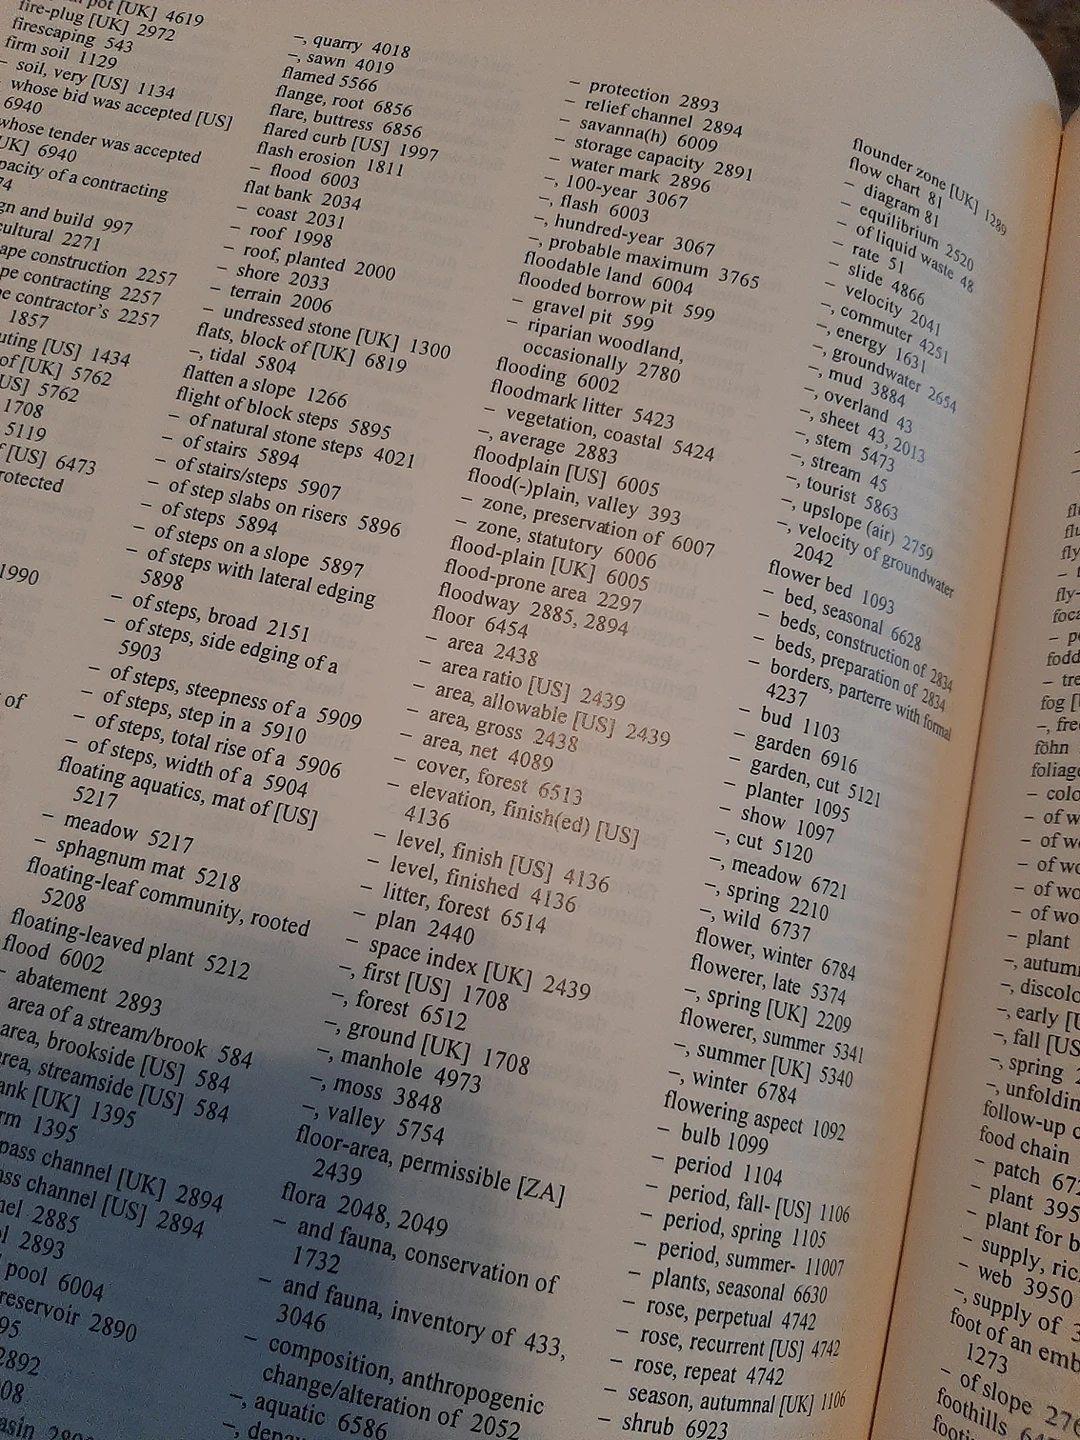 pot [UK] 4619
fire-plug [UK] 2972
firescaping 543
firm soil 1129
– soil, very [US] 1134
whose bid was accepted [US]
6940
whose tender was accepted
6940
of a contracting
and build 997
2271
construction 2257
contracting 2257
contractor's 2257
1857
[US] 1434
of [UK] 5762
5762
1708
5119
[US] 6473
1990
of
–, quarry 4018
–, sawn 4019
flamed 5566
flange, root 6856
flare, buttress 6856
flared curb [US] 1997
flash erosion 1811
– flood 6003
flat bank 2034
– coast 2031
– roof 1998
– roof, planted 2000
– shore 2033
– terrain 2006
– undressed stone [UK] 1300
flats, block of [UK] 6819
–, tidal 5804
flatten a slope 1266
flight of block steps 5895
– of natural stone steps 4021
– of stairs 5894
– of stairs/steps 5907
– of step slabs on risers 5896
– of steps 5894
– of steps on a slope 5897
– of steps with lateral edging
5898
– of steps, broad 2151
– of steps, side edging of a
5903
– of steps, steepness of a 5909
– of steps, step in a 5910
– of steps, total rise of a 5906
– of steps, width of a 5904
floating aquatics, mat of [US]
5217
– meadow 5217
– sphagnum mat 5218
floating-leaf community, rooted
5208
floating-leaved plant 5212
flood 6002
– abatement 2893
area of a stream/brook 584
area, brookside [US] 584
area, streamside [US] 584
[UK] 1395
1395
channel [UK] 2894
channel [US] 2894
2885
2893
pool 6004
reservoir 2890
2892
– protection 2893
– relief channel 2894
– savanna(h) 6009
– storage capacity 2891
– water mark 2896
–, 100-year 3067
–, flash 6003
–, hundred-year 3067
–, probable maximum 3765
floodable land 6004
flooded borrow pit 599
– gravel pit 599
– riparian woodland,
occasionally 2780
flooding 6002
floodmark litter 5423
– vegetation, coastal 5424
–, average 2883
floodplain [US] 6005
flood(-)plain, valley 393
– zone, preservation of 6007
– zone, statutory 6006
flood-plain [UK] 6005
flood-prone area 2297
floodway 2885, 2894
floor 6454
– area 2438
– area ratio [US] 2439
– area, allowable [US] 2439
– area, gross 2438
– area, net 4089
– cover, forest 6513
– elevation, finish(ed) [US]
4136
– level, finish [US] 4136
– level, finished 4136
– litter, forest 6514
– plan 2440
– space index [UK] 2439
–, first [US] 1708
–, forest 6512
–, ground [UK] 1708
–, manhole 4973
–, moss 3848
–, valley 5754
floor-area, permissible [ZA]
2439
flora 2048, 2049
– and fauna, conservation of
1732
– and fauna, inventory of 433,
3046
– composition, anthropogenic
change/alteration of 2052
–, aquatic 6586
flounder zone [UK] 1289
flow chart 81
– diagram 81
– equilibrium 2520
– of liquid waste 48
– rate 51
– slide 4866
– velocity 2041
–, commuter 4251
–, energy 1631
–, groundwater 2654
–, mud 3884
–, overland 43
–, sheet 43, 2013
–, stem 5473
–, stream 45
–, tourist 5863
–, upslope (air) 2759
–, velocity of groundwater
2042
flower bed 1093
– bed, seasonal 6628
– beds, construction of 2834
– beds, preparation of 2834
– borders, parterre with formal
4237
– bud 1103
– garden 6916
– garden, cut 5121
– planter 1095
– show 1097
–, cut 5120
–, meadow 6721
–, spring 2210
–, wild 6737
flower, winter 6784
flowerer, late 5374
–, spring [UK] 2209
flowerer, summer 5341
–, summer [UK] 5340
–, winter 6784
flowering aspect 1092
– bulb 1099
– period 1104
– period, fall- [US] 1106
– period, spring 1105
– period, summer- 11007
– plants, seasonal 6630
– rose, perpetual 4742
– rose, recurrent [US] 4742
– rose, repeat 4742
– season, autumnal [UK] 1106
– shrub 6923
fog
föhn
– of
– of
– of
– of
– of
– plant
–, early
–, fall [US
–, spring
follow-up
food chain
– patch
– plant
– plant for
– supply,
– web 3950
–, supply of
foot of an
1273
– of slope
foothills